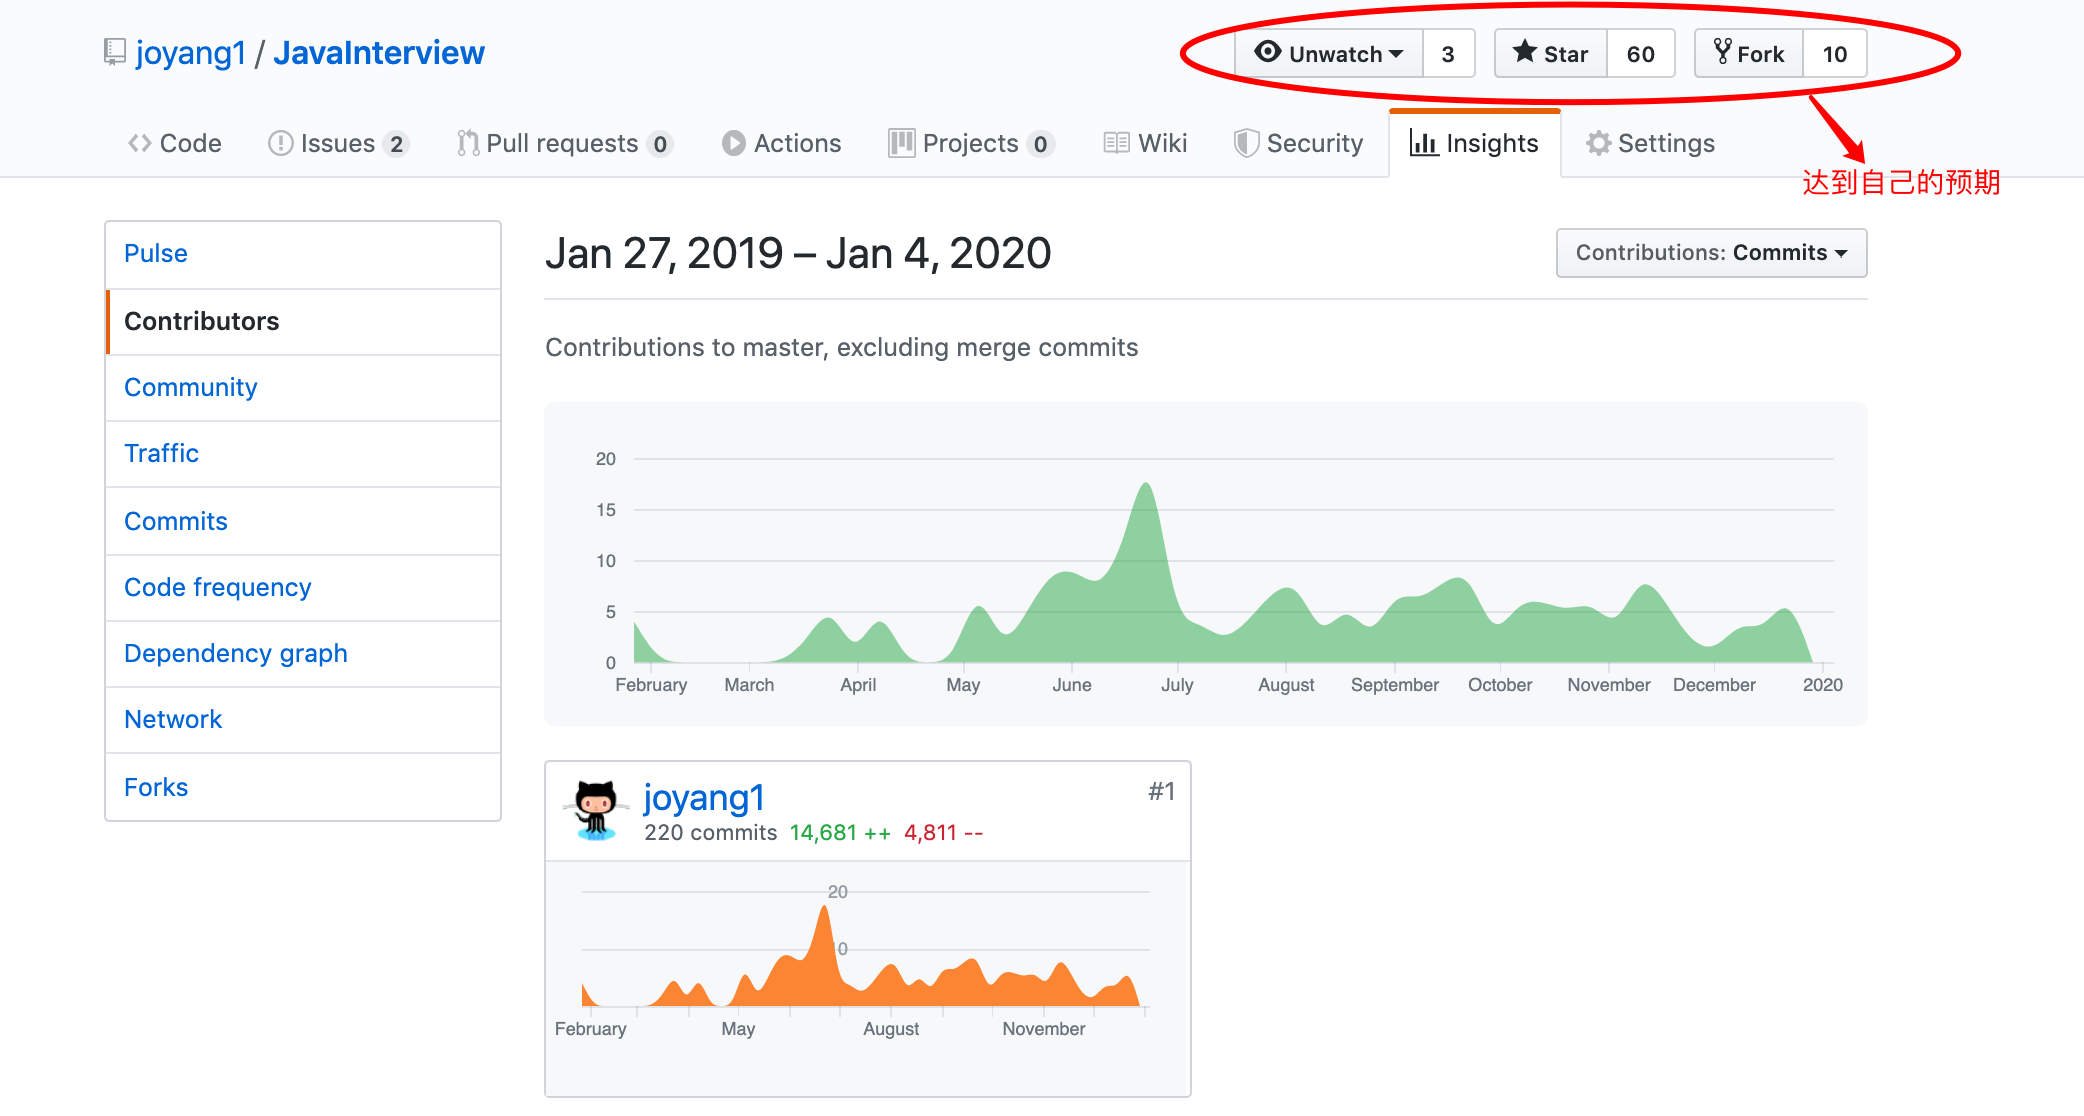 joyang1 / JavaInterview
Unwatch 3 Star 60 Fork 10
Code Issues 2 Pull requests 0 Actions Projects 0 Wiki Security Insights Settings
达到自己的预期
Pulse
Contributors
Community
Traffic
Commits
Code frequency
Dependency graph
Network
Forks
Jan 27, 2019 – Jan 4, 2020
Contributions: Commits
Contributions to master, excluding merge commits
20
15
10
5
0
February March April May June July August September October November December 2020
joyang1 #1
220 commits 14,681 ++ 4,811 --
20
0
February May August November